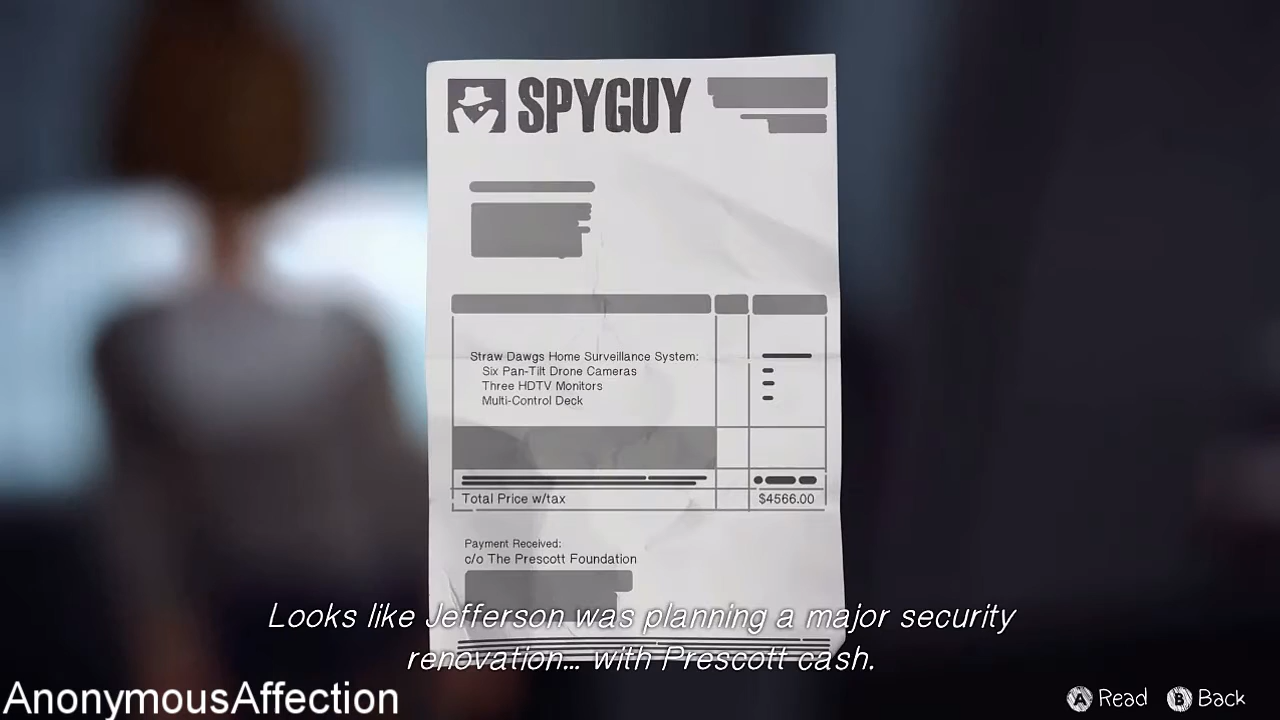 SPYGUY
Straw Dawgs Home Surveillance System:
Six Pan-Tilt Drone Cameras
Three HDTV Monitors
Multi-Control Deck
Total Price w/tax $4566.00
Payment Received:
c/o The Prescott Foundation
Looks like Jefferson was planning a major security
renovation... with Prescott cash.
AnonymousAffection
A Read B Back